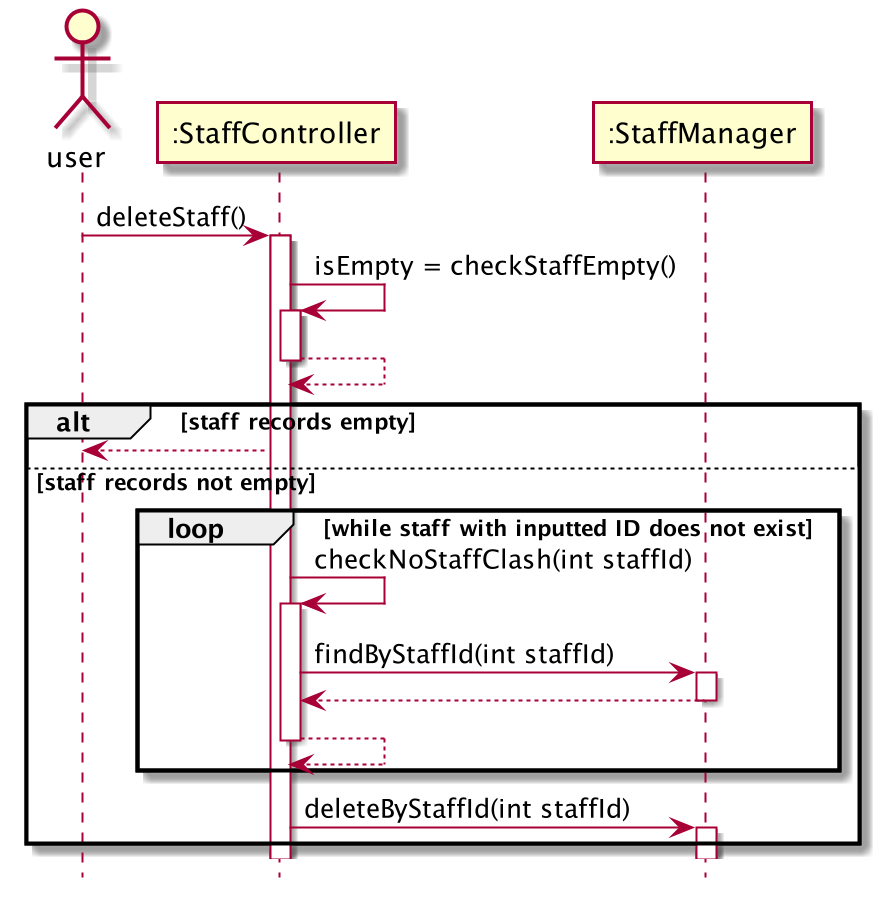 user
:StaffController
:StaffManager
deleteStaff()
isEmpty = checkStaffEmpty()
alt [staff records empty]
[staff records not empty]
loop [while staff with inputted ID does not exist]
checkNoStaffClash(int staffId)
findByStaffId(int staffId)
deleteByStaffId(int staffId)